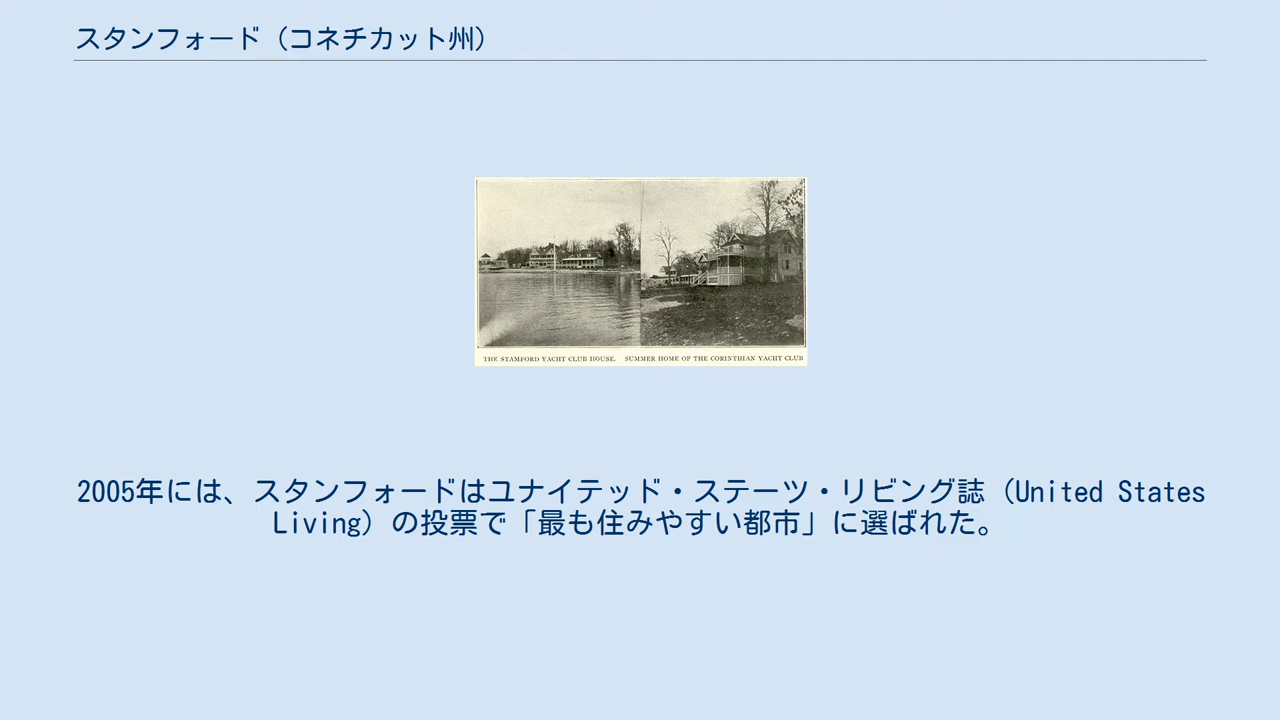 スタンフォード（コネチカット州）
THE STAMFORD YACHT CLUB HOUSE. SUMMER HOME OF THE CORINTHIAN YACHT CLUB
2005年には、スタンフォードはユナイテッド・ステーツ・リビング誌（United States
Living）の投票で「最も住みやすい都市」に選ばれた。